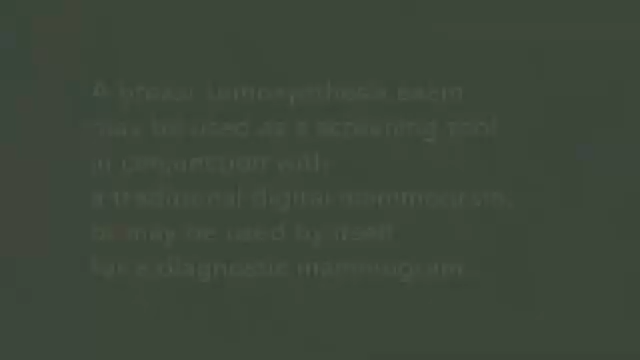 A breast tomosynthesis exam
may be used as a screening tool
in conjunction with
a traditional digital mammogram,
or may be used by itself
for a diagnostic mammogram.